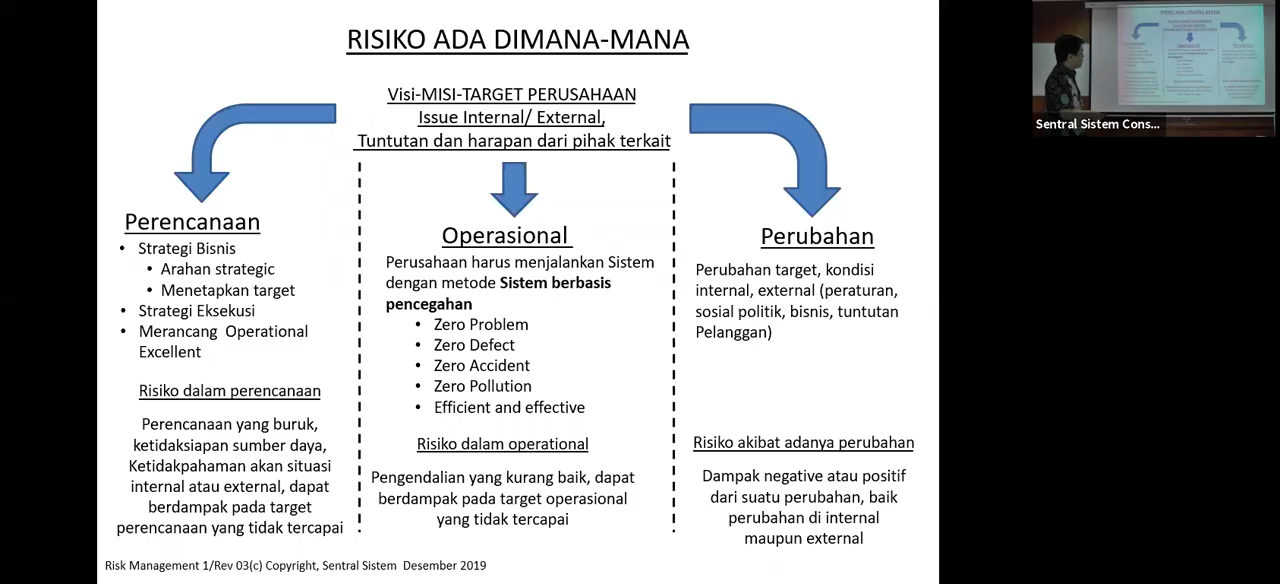 RISIKO ADA DIMANA-MANA
Visi-MISI-TARGET PERUSAHAAN
Issue Internal/ External,
Tuntutan dan harapan dari pihak terkait
Perencanaan
• Strategi Bisnis
• Arahan strategic
• Menetapkan target
• Strategi Eksekusi
• Merancang Operational
Excellent
Risiko dalam perencanaan
Perencanaan yang buruk,
ketidaksiapan sumber daya,
Ketidakpahaman akan situasi
internal atau external, dapat
berdampak pada target
perencanaan yang tidak tercapai
Operasional
Perusahaan harus menjalankan Sistem
dengan metode Sistem berbasis
pencegahan
• Zero Problem
• Zero Defect
• Zero Accident
• Zero Pollution
• Efficient and effective
Risiko dalam operational
Pengendalian yang kurang baik, dapat
berdampak pada target operasional
yang tidak tercapai
Perubahan
Perubahan target, kondisi
internal, external (peraturan,
sosial politik, bisnis, tuntutan
Pelanggan)
Risiko akibat adanya perubahan
Dampak negative atau positif
dari suatu perubahan, baik
perubahan di internal
maupun external
Risk Management 1/Rev 03(c) Copyright, Sentral Sistem Desember 2019
Sentral Sistem Cons...